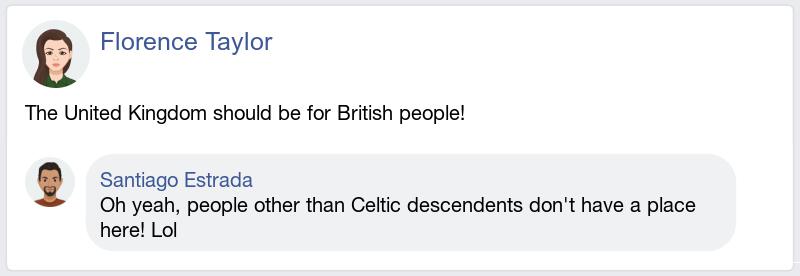 Florence Taylor
The United Kingdom should be for British people!
Santiago Estrada
Oh yeah, people other than Celtic descendents don't have a place
here! Lol